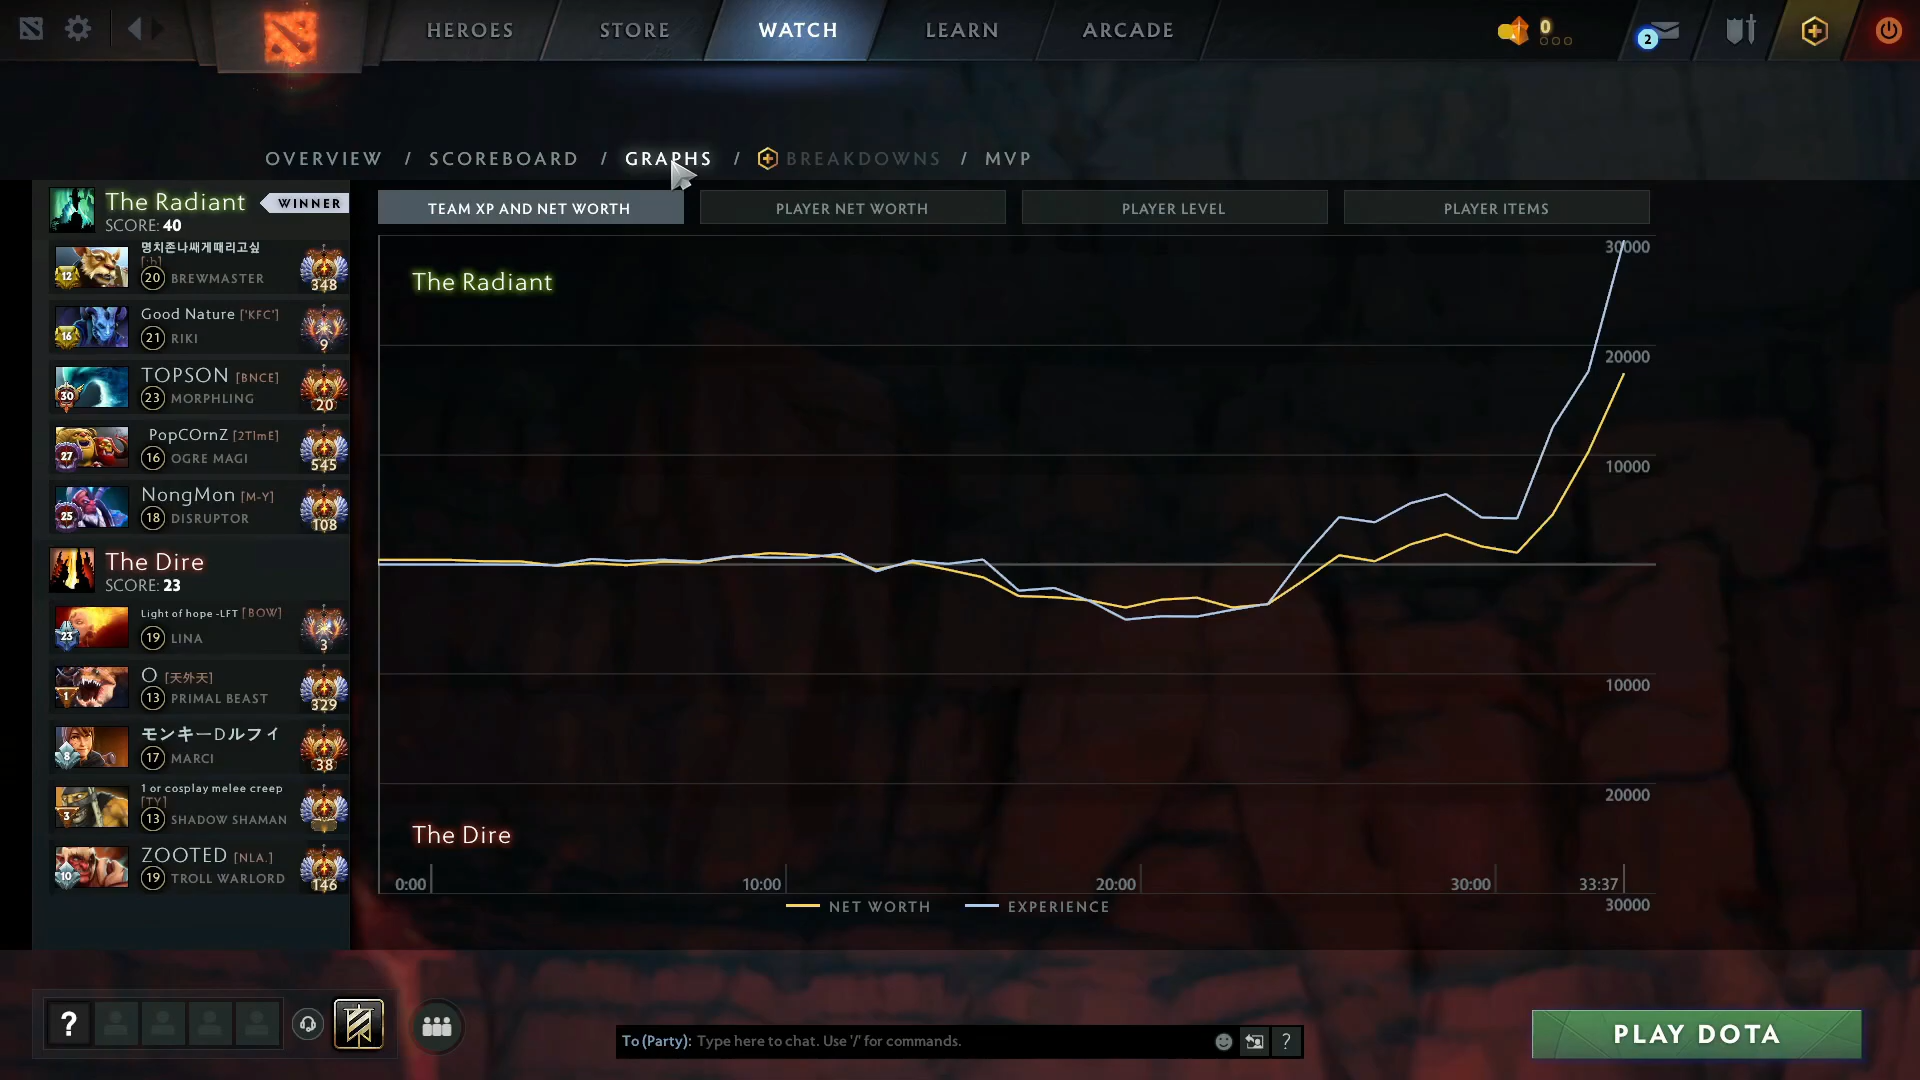 HEROES
STORE
WATCH
LEARN
ARCADE
0
2
OVERVIEW / SCOREBOARD / GRAPHS / BREAKDOWNS / MVP
The Radiant
WINNER
SCORE: 40
TEAM XP AND NET WORTH
PLAYER NET WORTH
PLAYER LEVEL
PLAYER ITEMS
명치존나쎄게때리고싶
12
20 BREWMASTER
348
Good Nature ['KFC']
16
21 RIKI
9
TOPSON [BNCE]
30
23 MORPHLING
20
PopCOrnZ [2TlmE]
27
16 OGRE MAGI
545
NongMon [M-Y]
25
18 DISRUPTOR
108
The Dire
SCORE: 23
Light of hope -LFT [BOW]
23
19 LINA
3
O [天外天]
1
13 PRIMAL BEAST
329
モンキーDルフィ
8
17 MARCI
38
1 or cosplay melee creep
[TY]
3
13 SHADOW SHAMAN
ZOOTED [NLA.]
10
19 TROLL WARLORD
146
The Radiant
30000
20000
10000
10000
20000
The Dire
0:00
10:00
20:00
30:00
33:37
30000
NET WORTH
EXPERIENCE
?
To (Party): Type here to chat. Use '/' for commands.
?
PLAY DOTA